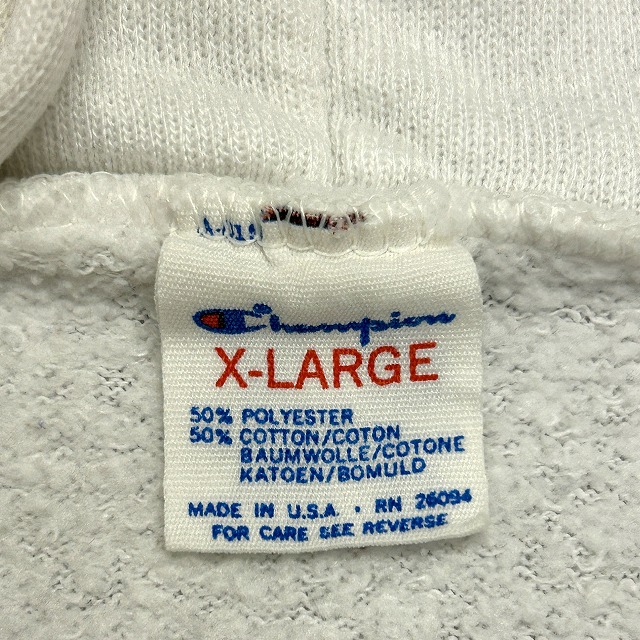 Champion
X-LARGE
50% POLYESTER
50% COTTON/COTON
BAUMWOLLE/COTONE
KATOEN/BOMULD
MADE IN U.S.A. • RN 26094
FOR CARE SEE REVERSE